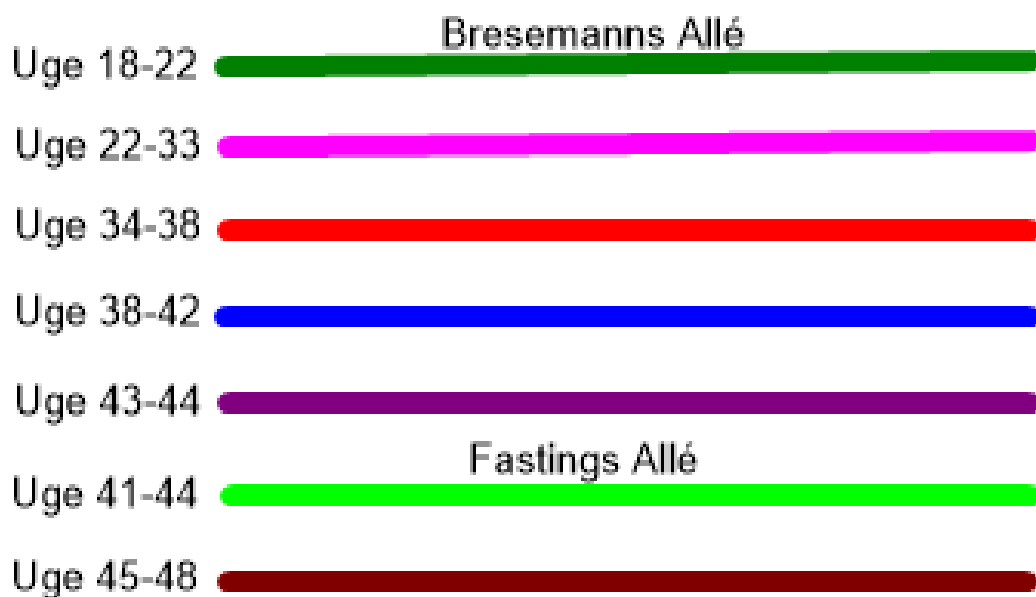 Bresemanns Allé
Uge 18-22
Uge 22-33
Uge 34-38
Uge 38-42
Uge 43-44
Fastings Allé
Uge 41-44
Uge 45-48